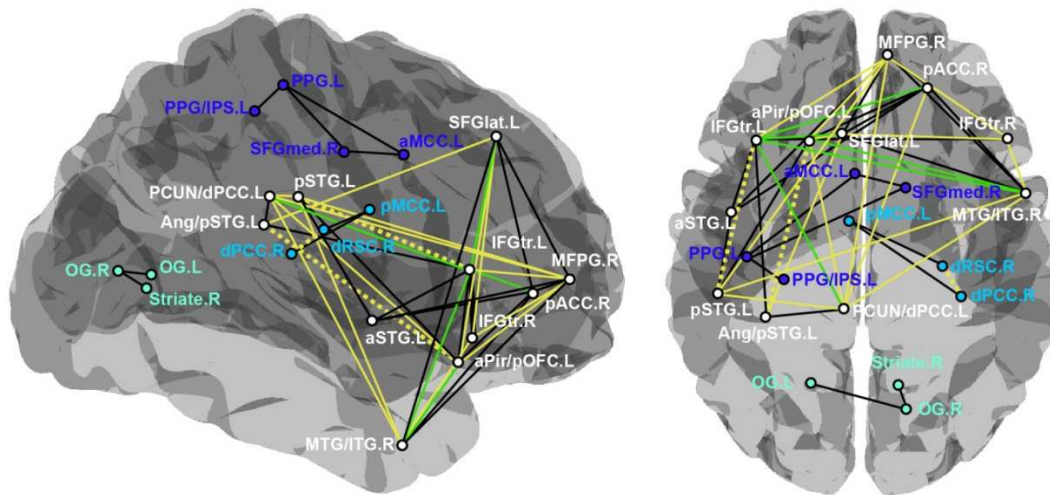 PPG.L
PPG/IPS.L
SFGmed.R
aMCC.L
SFGlat.L
PCUN/dPCC.L
pSTG.L
Ang/pSTG.L
pMCC.L
dPCC.R
dRSC.R
IFGtr.L
OG.R
OG.L
Striate.R
MFPG.R
pACC.R
aSTG.L
IFGtr.R
aPir/pOFC.L
MTG/ITG.R
MFPG.R
pACC.R
aPir/pOFC.L
IFGtr.L
IFGtr.R
SFGlat.L
aMCC.L
SFGmed.R
aSTG.L
pMCC.L
MTG/ITG.R
PPG.L
dRSC.R
PPG/IPS.L
dPCC.R
pSTG.L
PCUN/dPCC.L
Ang/pSTG.L
Striate.R
OG.L
OG.R